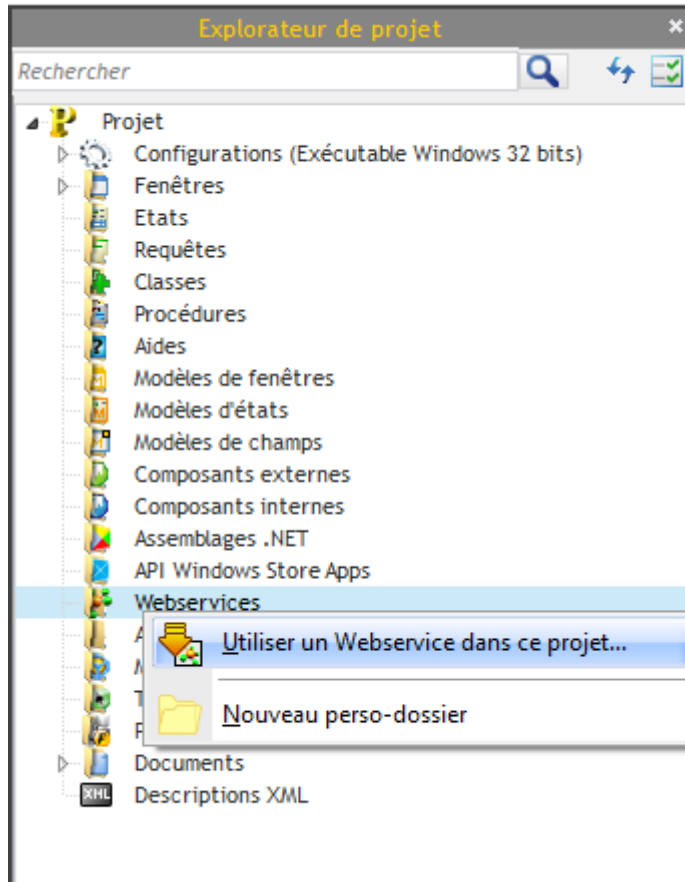 Explorateur de projet
Rechercher
Projet
Configurations (Exécutable Windows 32 bits)
Fenêtres
Etats
Requêtes
Classes
Procédures
Aides
Modèles de fenêtres
Modèles d'états
Modèles de champs
Composants externes
Composants internes
Assemblages .NET
API Windows Store Apps
Webservices
Utiliser un Webservice dans ce projet...
Nouveau perso-dossier
Documents
XML Descriptions XML